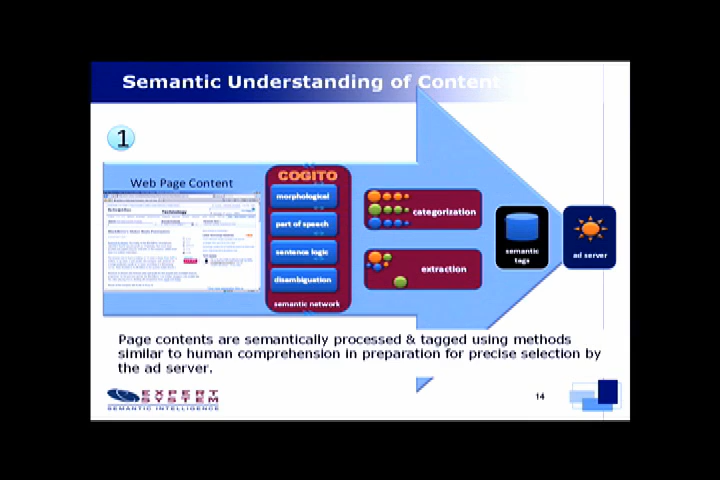 Semantic Understanding of Content
1
Web Page Content
Technology
COGITO
morphological
part of speech
sentence logic
disambiguation
semantic network
categorization
extraction
semantic
tags
ad server
Page contents are semantically processed & tagged using methods
similar to human comprehension in preparation for precise selection by
the ad server.
EXPERT
SYSTEM
SEMANTIC INTELLIGENCE
14